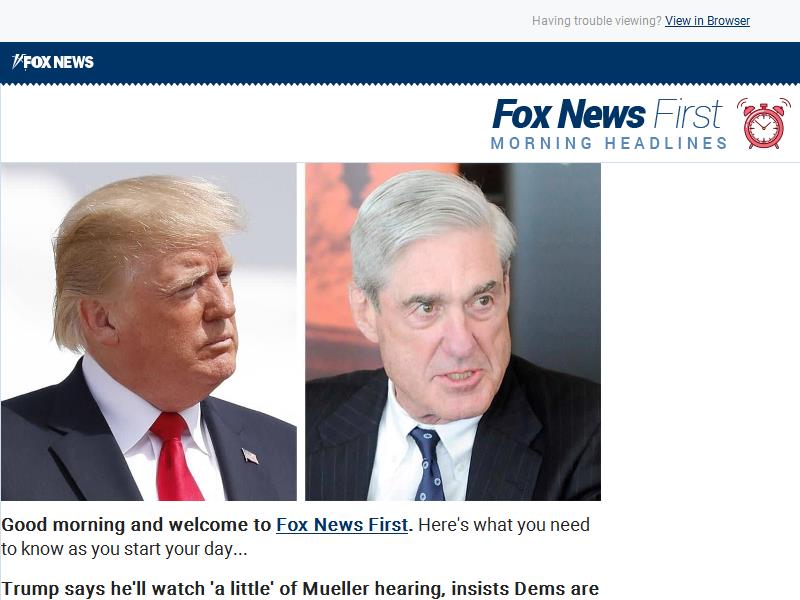 Having trouble viewing? View in Browser
FOX NEWS
Fox News First
MORNING HEADLINES
Good morning and welcome to Fox News First. Here's what you need
to know as you start your day...
Trump says he'll watch 'a little' of Mueller hearing, insists Dems are